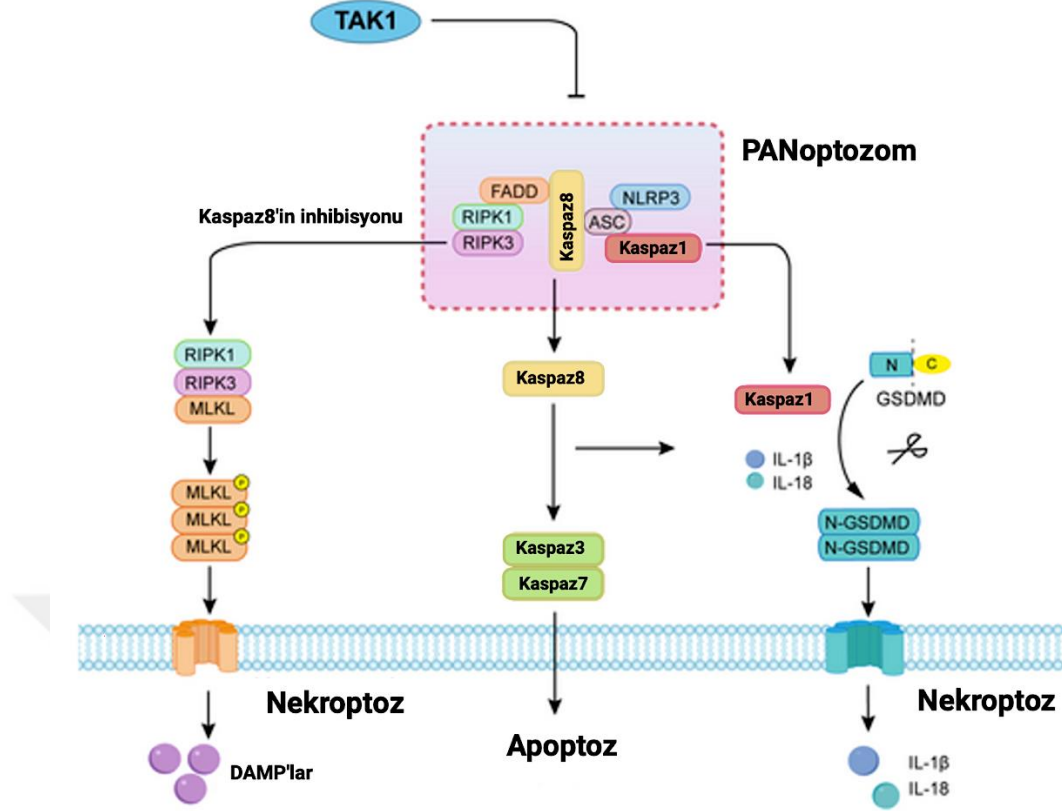 TAK1
PANoptozom
FADD
Kaspaz8
NLRP3
RIPK1
ASC
RIPK3
Kaspaz1
Kaspaz8'in inhibisyonu
RIPK1
RIPK3
MLKL
Kaspaz8
Kaspaz1
N
C
GSDMD
IL-1β
IL-18
MLKL P
MLKL P
MLKL P
Kaspaz3
Kaspaz7
N-GSDMD
N-GSDMD
Nekroptoz
Apoptoz
Nekroptoz
DAMP'lar
IL-1β
IL-18